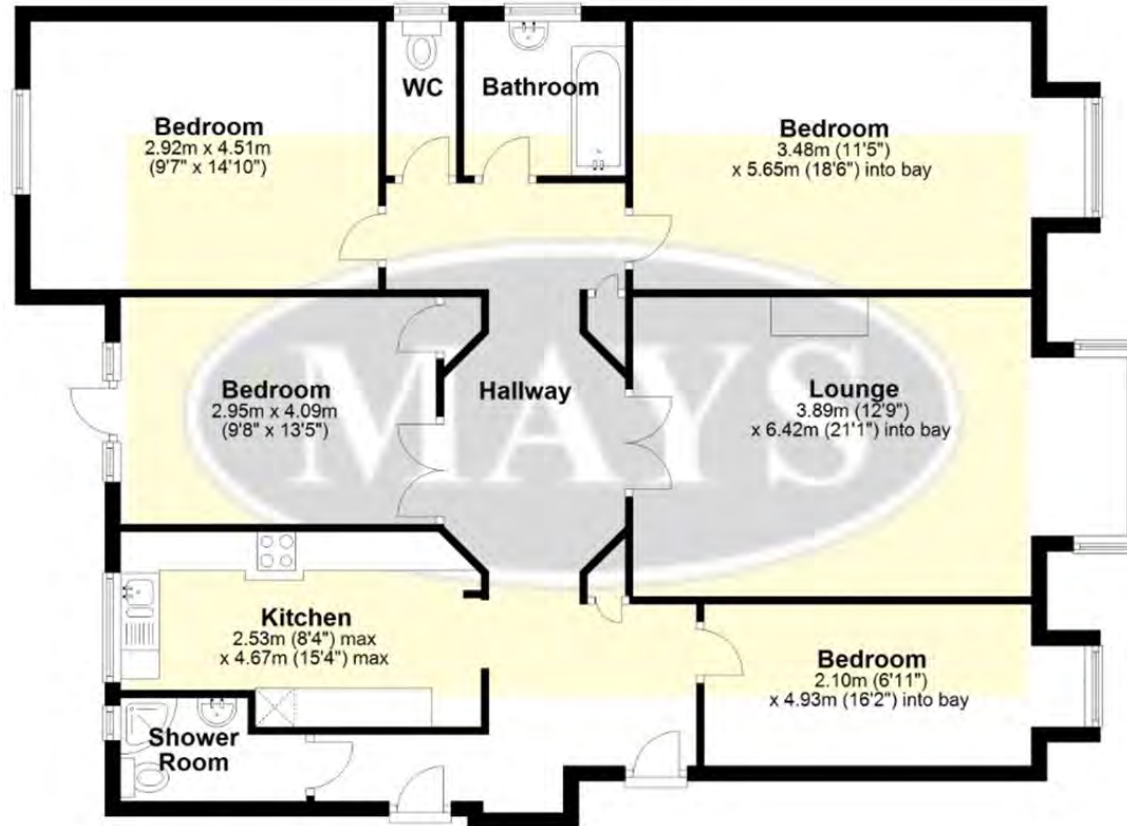 Bedroom
2.92m x 4.51m
(9'7" x 14'10")
WC
Bathroom
Bedroom
3.48m (11'5")
x 5.65m (18'6") into bay
Bedroom
2.95m x 4.09m
(9'8" x 13'5")
Hallway
Lounge
3.89m (12'9")
x 6.42m (21'1") into bay
MAYS
Kitchen
2.53m (8'4") max
x 4.67m (15'4") max
Bedroom
2.10m (6'11")
x 4.93m (16'2") into bay
Shower
Room